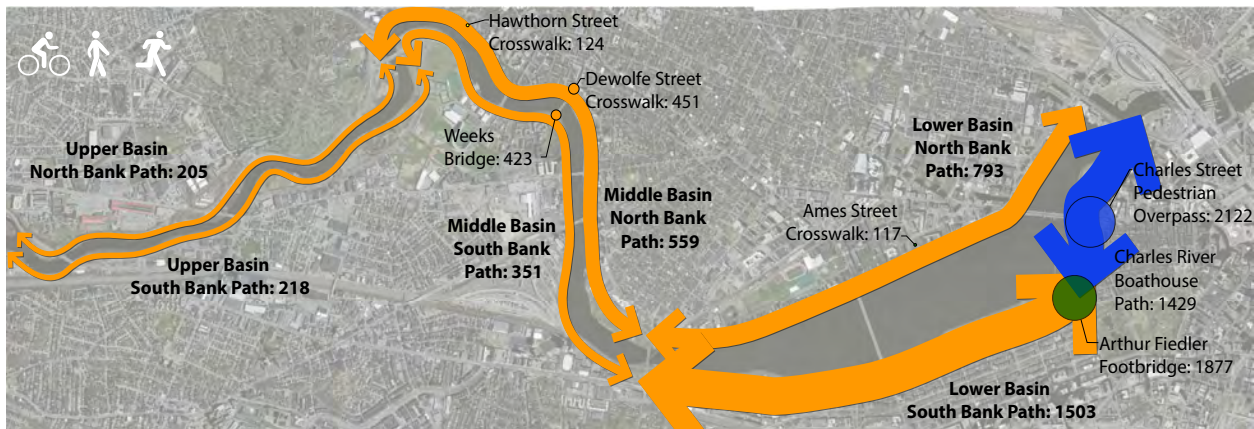 Hawthorn Street
Crosswalk: 124
Dewolfe Street
Crosswalk: 451
Weeks
Bridge: 423
Upper Basin
North Bank Path: 205
Upper Basin
South Bank Path: 218
Middle Basin
South Bank
Path: 351
Middle Basin
North Bank
Path: 559
Ames Street
Crosswalk: 117
Lower Basin
North Bank
Path: 793
Charles Street
Pedestrian
Overpass: 2122
Charles River
Boathouse
Path: 1429
Arthur Fiedler
Footbridge: 1877
Lower Basin
South Bank Path: 1503